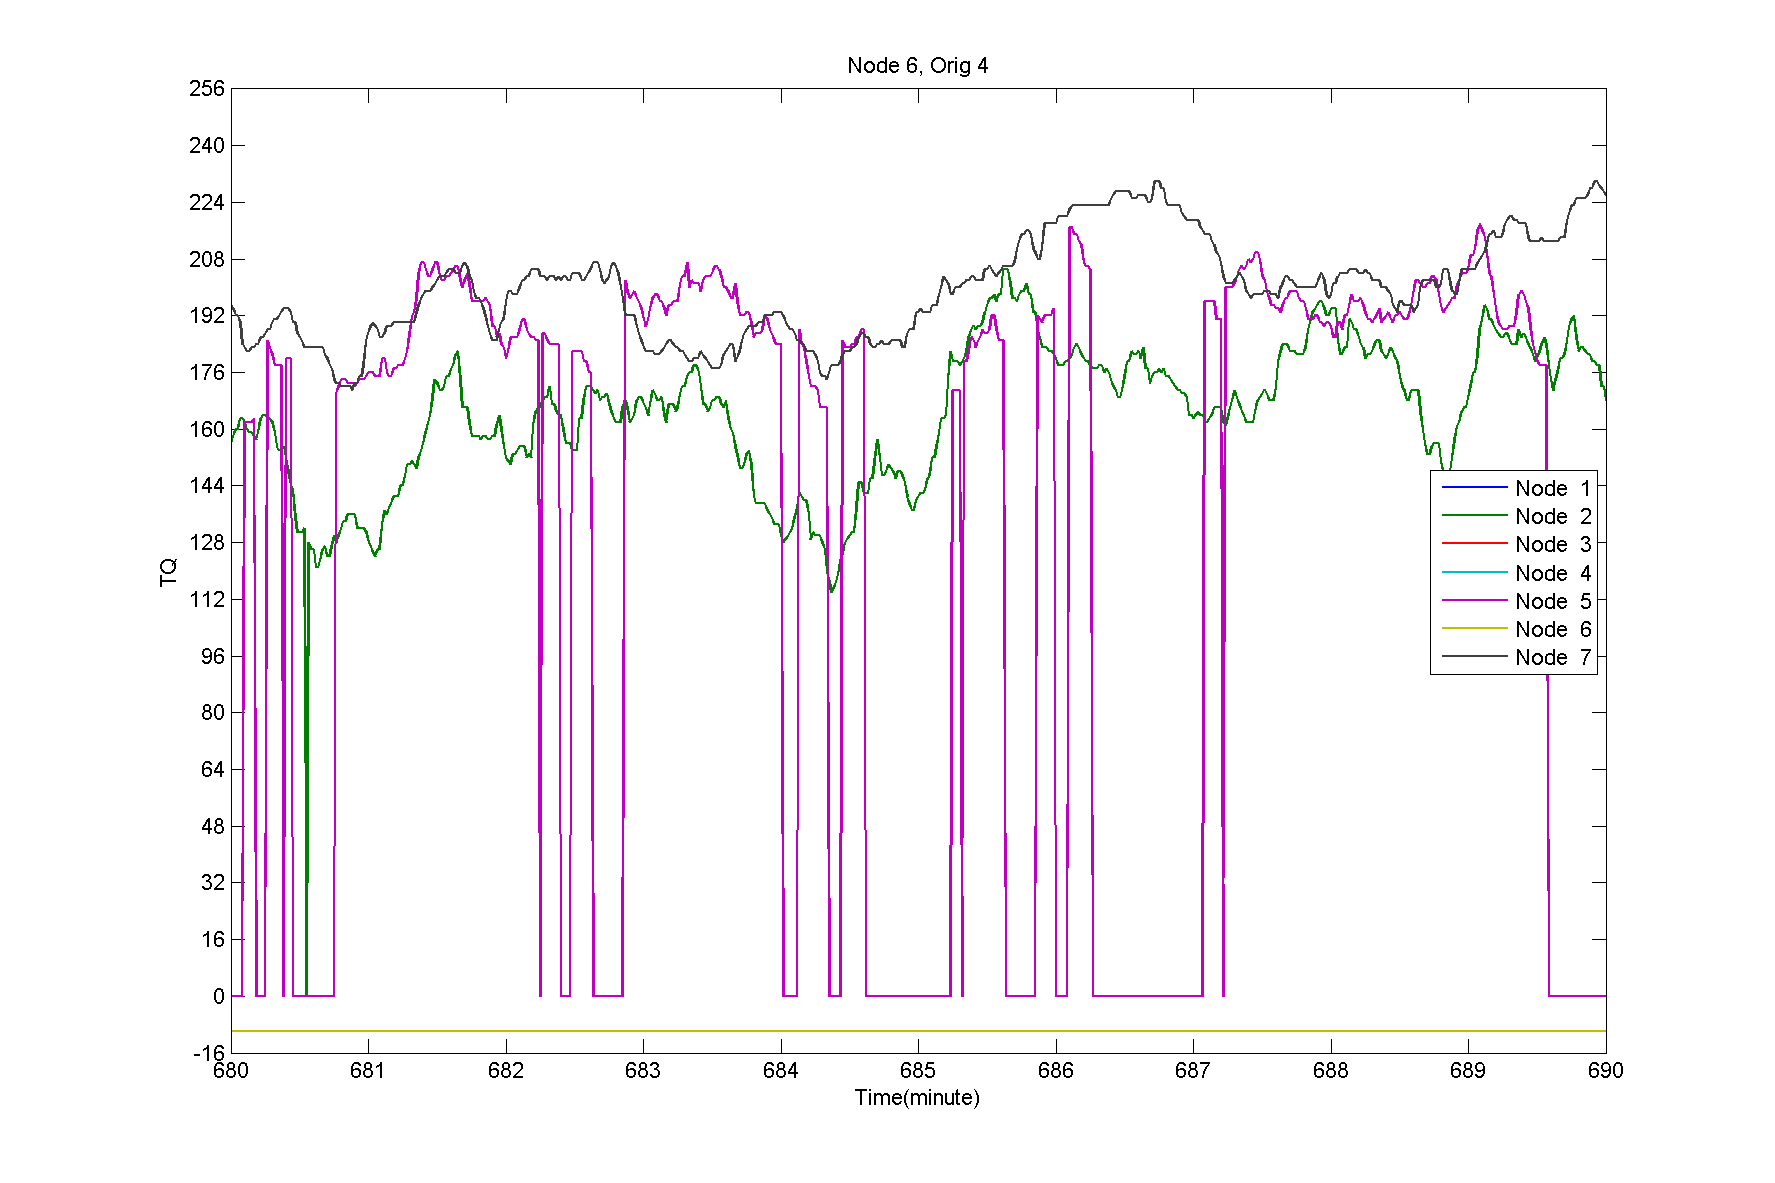 Node 6, Orig 4
256
240
224
208
192
176
160
144
128
112
96
80
64
48
32
16
0
-16
TQ
Node 1
Node 2
Node 3
Node 4
Node 5
Node 6
Node 7
680 681 682 683 684 685 686 687 688 689 690
Time(minute)